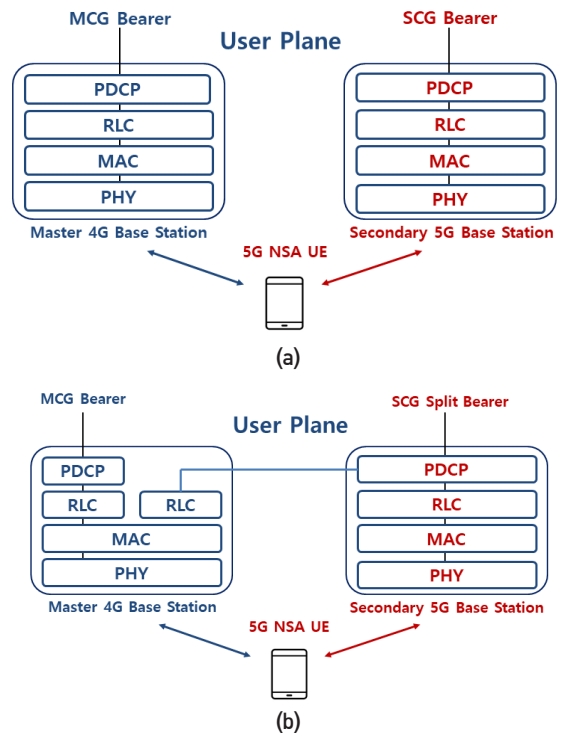 MCG Bearer
SCG Bearer
User Plane
PDCP
PDCP
RLC
RLC
MAC
MAC
PHY
PHY
Master 4G Base Station
Secondary 5G Base Station
5G NSA UE
(a)
MCG Bearer
SCG Split Bearer
User Plane
PDCP
PDCP
RLC
RLC
RLC
MAC
MAC
PHY
PHY
Master 4G Base Station
Secondary 5G Base Station
5G NSA UE
(b)